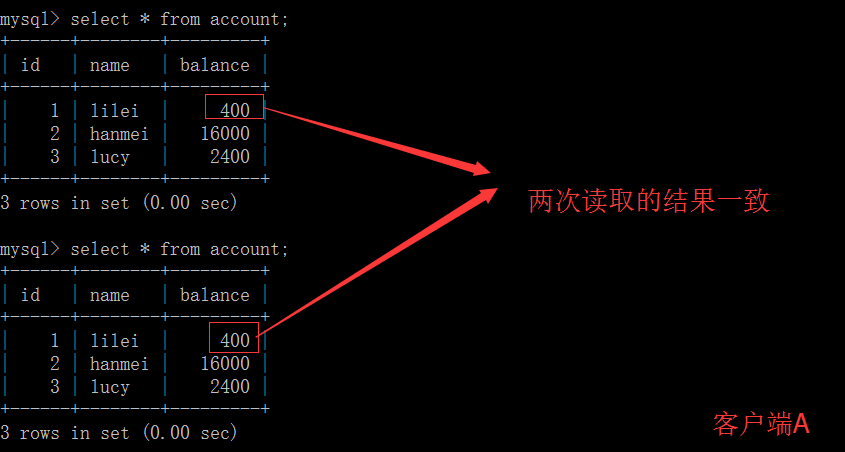 mysql> select * from account;
+------+--------+---------+
| id   | name   | balance |
+------+--------+---------+
|    1 | lilei  |     400 |
|    2 | hanmei |   16000 |
|    3 | lucy   |    2400 |
+------+--------+---------+
3 rows in set (0.00 sec)
两次读取的结果一致
mysql> select * from account;
+------+--------+---------+
| id   | name   | balance |
+------+--------+---------+
|    1 | lilei  |     400 |
|    2 | hanmei |   16000 |
|    3 | lucy   |    2400 |
+------+--------+---------+
3 rows in set (0.00 sec)
客户端A